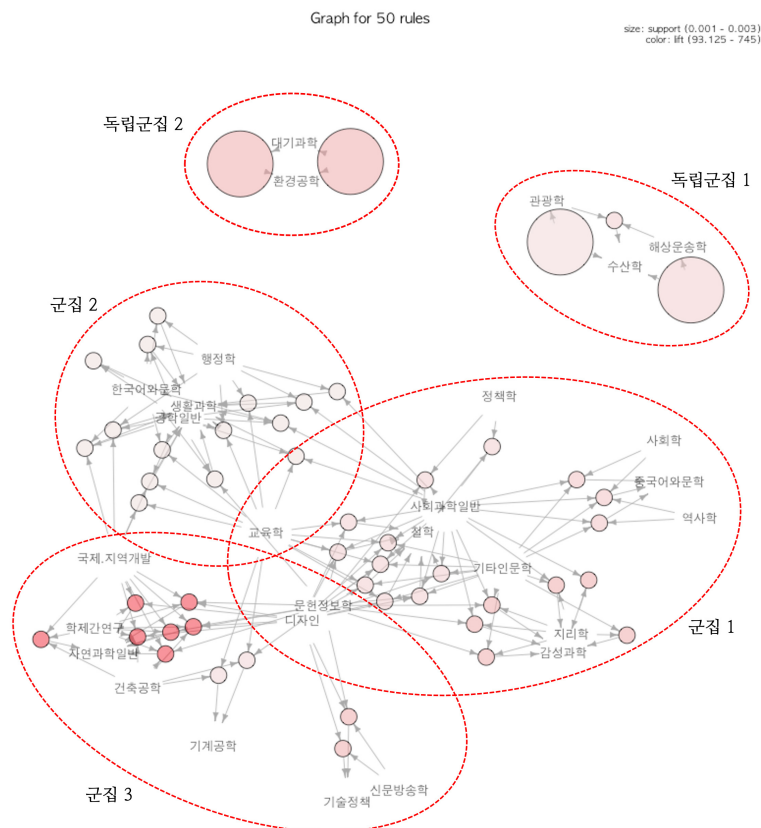 Graph for 50 rules
size: support (0.001 - 0.003)
color: lift (93.125 - 745)
독립군집 2
대기과학
환경공학
독립군집 1
관광학
해상운송학
수산학
군집 2
행정학
한국어와문학
생활과학
공학일반
정책학
사회학
중국어와문학
역사학
사회과학일반
교육학
철학
국제.지역개발
기타인문학
문헌정보학
디자인
학제간연구
자연과학일반
지리학
감성과학
군집 1
건축공학
기계공학
군집 3
신문방송학
기술정책